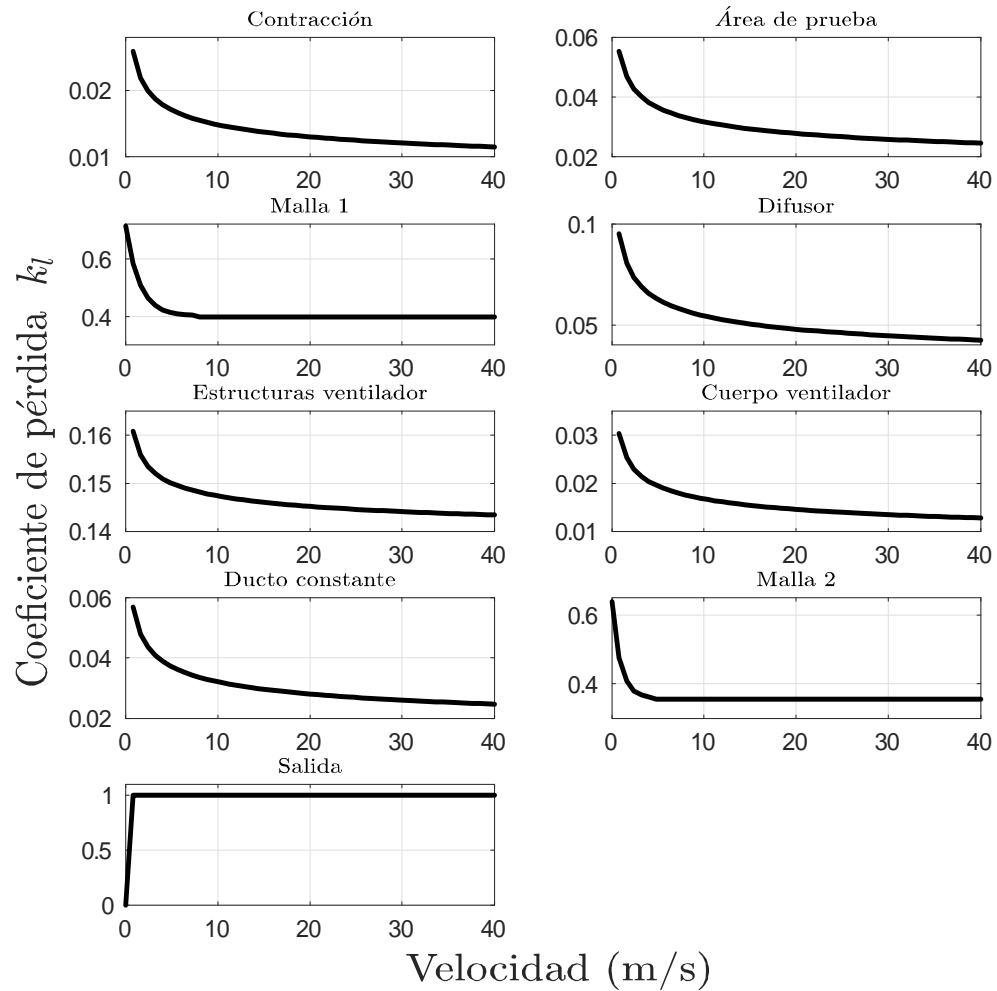 Contracción
0.02
0.01
0 10 20 30 40
Área de prueba
0.06
0.04
0.02
0 10 20 30 40
Malla 1
0.6
0.4
0 10 20 30 40
Difusor
0.1
0.05
0 10 20 30 40
Estructuras ventilador
0.16
0.15
0.14
0 10 20 30 40
Cuerpo ventilador
0.03
0.02
0.01
0 10 20 30 40
Ducto constante
0.06
0.04
0.02
0 10 20 30 40
Malla 2
0.6
0.4
0 10 20 30 40
Salida
1
0.5
0
0 10 20 30 40
Coeficiente de pérdida k_l
Velocidad (m/s)